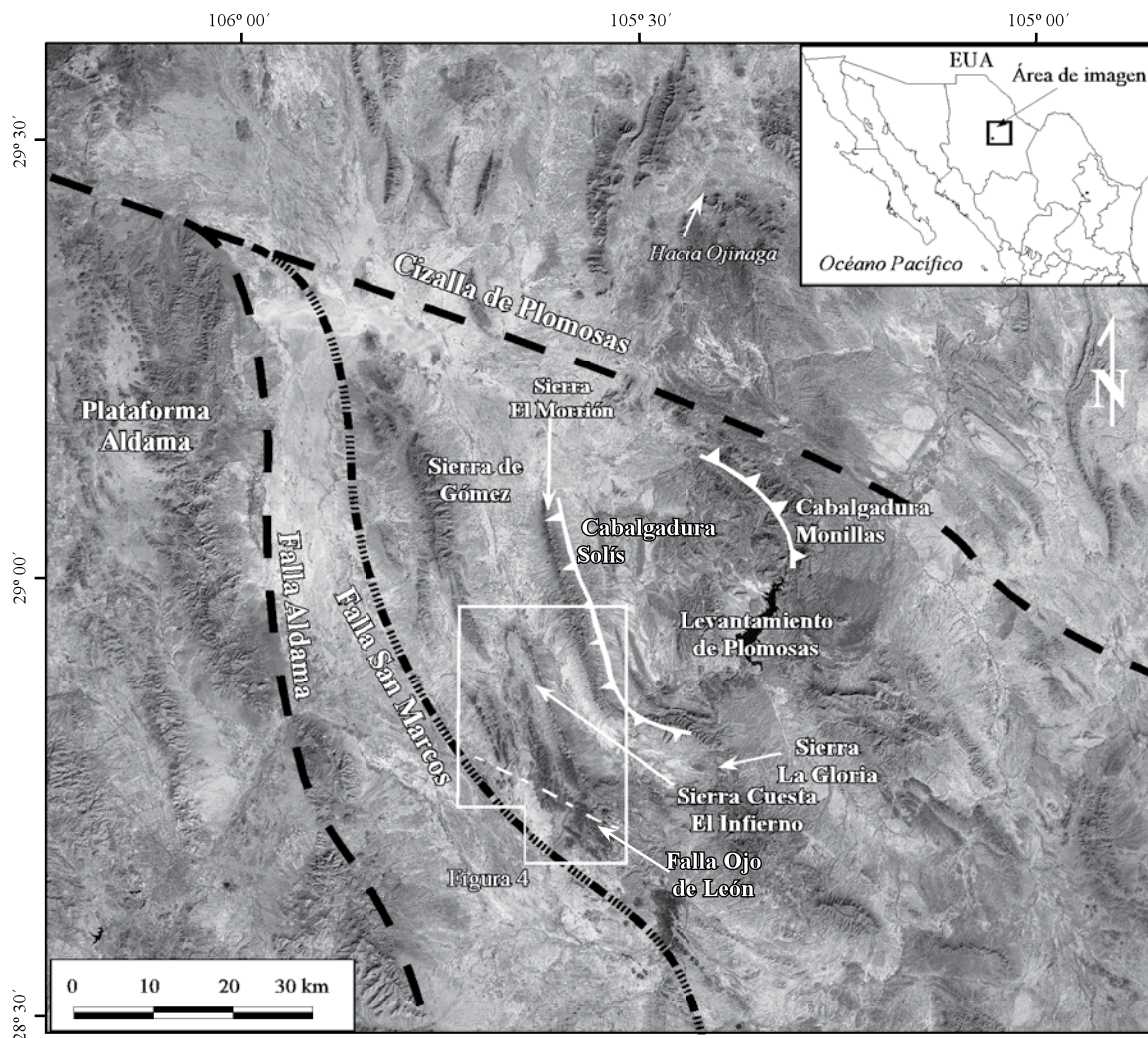 106º 00´
105º 30´
105º 00´
29º 30´
29º 00´
28º 30´
EUA
Área de imagen
Océano Pacífico
Hacia Ojinaga
Cizalla de Plomosas
N
Sierra
El Morrión
Plataforma
Aldama
Sierra de
Gómez
Cabalgadura
Monillas
Cabalgadura
Solís
Falla Aldama
Falla San Marcos
Levantamiento
de Plomosas
Sierra
La Gloria
Sierra Cuesta
El Infierno
Falla Ojo
de León
Figura 4
0 10 20 30 km